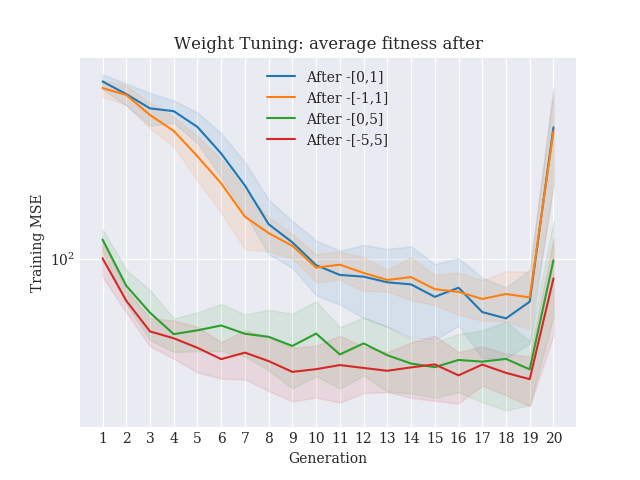 Weight Tuning: average fitness after
After -[0,1]
After -[-1,1]
After -[0,5]
After -[-5,5]
Training MSE
10²
1 2 3 4 5 6 7 8 9 10 11 12 13 14 15 16 17 18 19 20
Generation